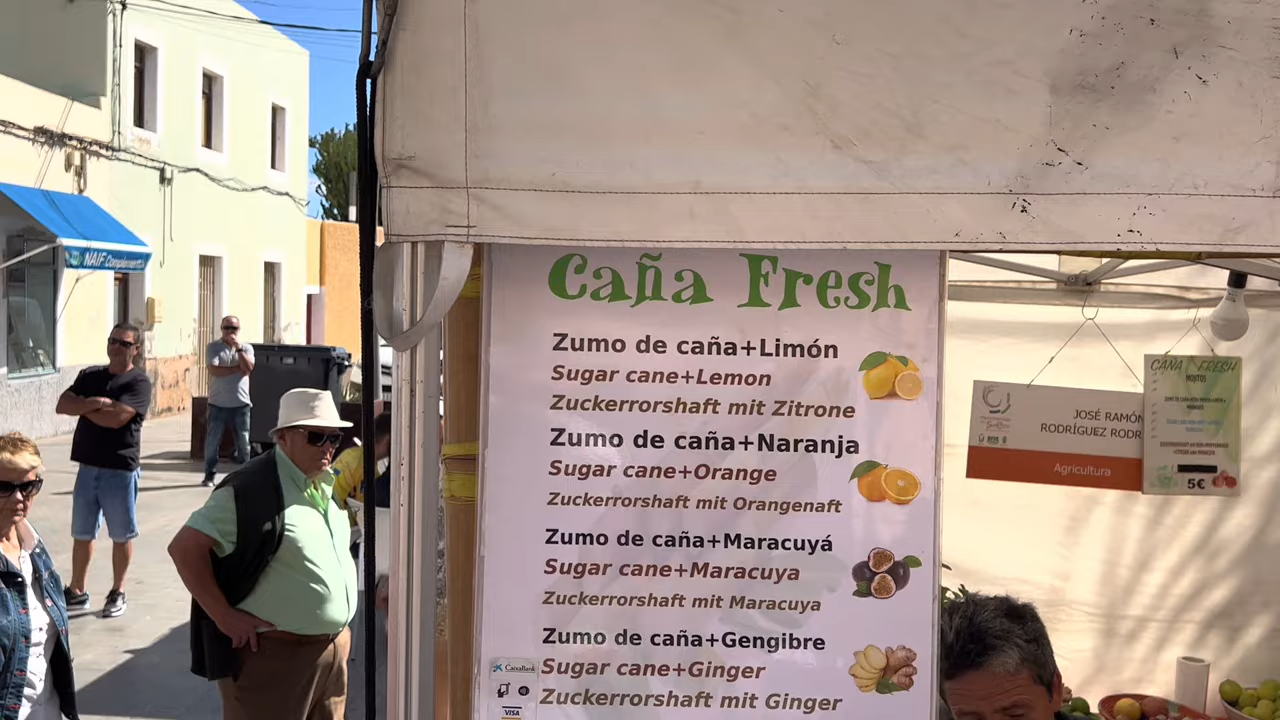 NAIF Complementos
Caña Fresh
Zumo de caña+Limón
Sugar cane+Lemon
Zuckerrorshaft mit Zitrone
Zumo de caña+Naranja
Sugar cane+Orange
Zuckerrorshaft mit Orangenaft
Zumo de caña+Maracuyá
Sugar cane+Maracuya
Zuckerrorshaft mit Maracuya
Zumo de caña+Gengibre
Sugar cane+Ginger
Zuckerrorshaft mit Ginger
CaixaBank
VISA
JOSÉ RAMÓN
RODRÍGUEZ RODR
Agricultura
CAÑA FRESH
MOJITOS
5€